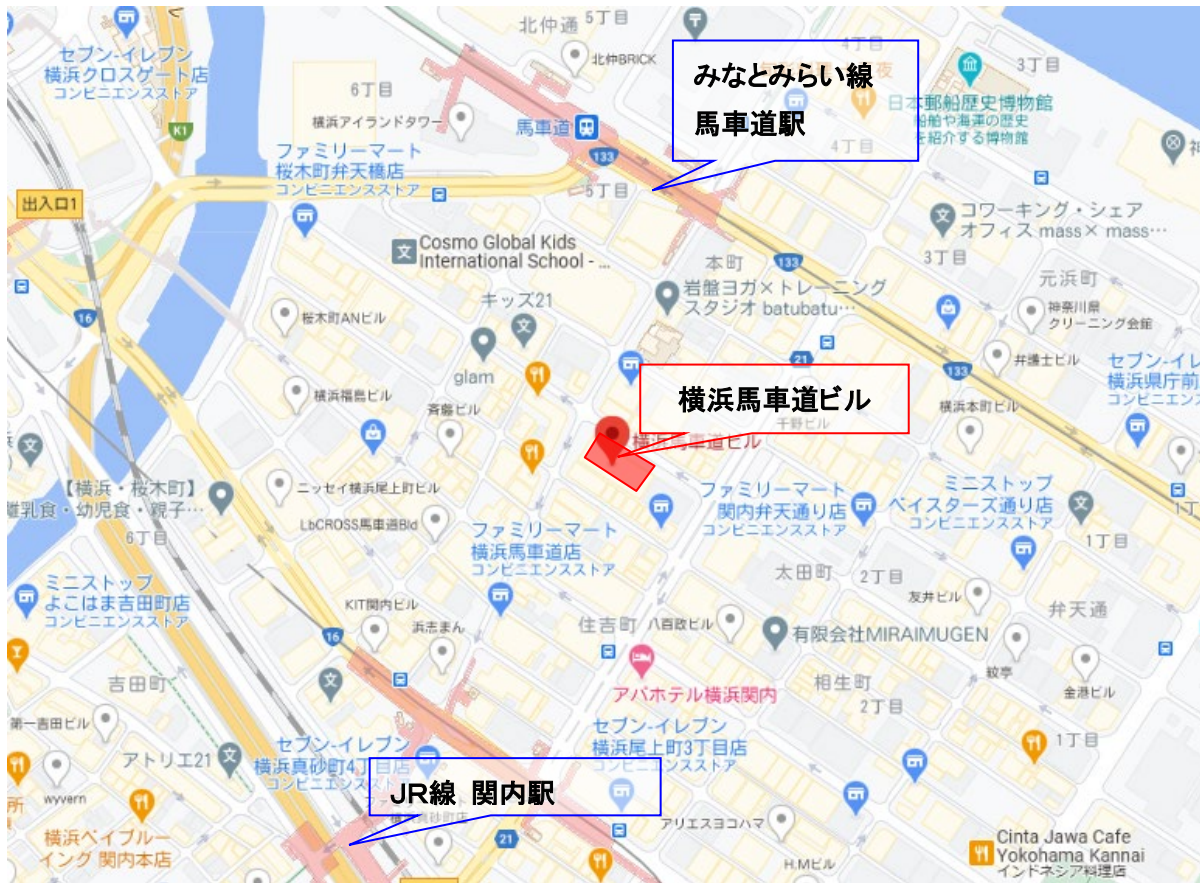 北仲通
5丁目
セブン-イレブン
横浜クロスゲート店
コンビニエンスストア
北仲BRICK
4丁目
3丁目
みなとみらい線
馬車道駅
6丁目
横浜アイランドタワー
馬車道
133
日本郵船歴史博物館
船舶や海運の歴史
を紹介する博物館
K1
ファミリーマート
桜木町弁天橋店
コンビニエンスストア
5丁目
4丁目
出入口1
コワーキング・シェア
オフィス mass× mass…
Cosmo Global Kids
International School - ...
本町
133
3丁目
元浜町
岩盤ヨガ×トレーニング
スタジオ batubatu…
キッズ21
16
桜木町ANビル
神奈川県
クリーニング会館
21
弁護士ビル
133
セブン-イレ
横浜県庁前
コンビニエンス
glam
横浜福島ビル
斉藤ビル
横浜馬車道ビル
横浜本町ビル
千野ビル
横浜馬車道ビル
【横浜・桜木町】
離乳食・幼児食・親子…
ニッセイ横浜尾上町ビル
LbCROSS馬車道Bld
6丁目
ファミリーマート
関内弁天通り店
コンビニエンスストア
ミニストップ
ベイスターズ通り店
コンビニエンスストア
1丁
ファミリーマート
横浜馬車道店
コンビニエンスストア
1丁目
太田町
2丁目
ミニストップ
よこはま吉田町店
コンビニエンスストア
友井ビル
弁天通
KIT関内ビル
16
浜志まん
住吉町
八百政ビル
有限会社MIRAIMUGEN
吉田町
アパホテル横浜関内
相生町
2丁目
蛟亭
金港ビル
第一吉田ビル
アトリエ21
セブン-イレブン
横浜真砂町4丁目店
コンビニエンスストア
セブン-イレブン
横浜尾上町3丁目店
コンビニエンスストア
1丁目
JR線 関内駅
wyvern
横浜ベイブルー
イング 関内本店
21
アリエスヨコハマ
H.Mビル
Cinta Jawa Cafe
Yokohama Kannai
インドネシア料理店